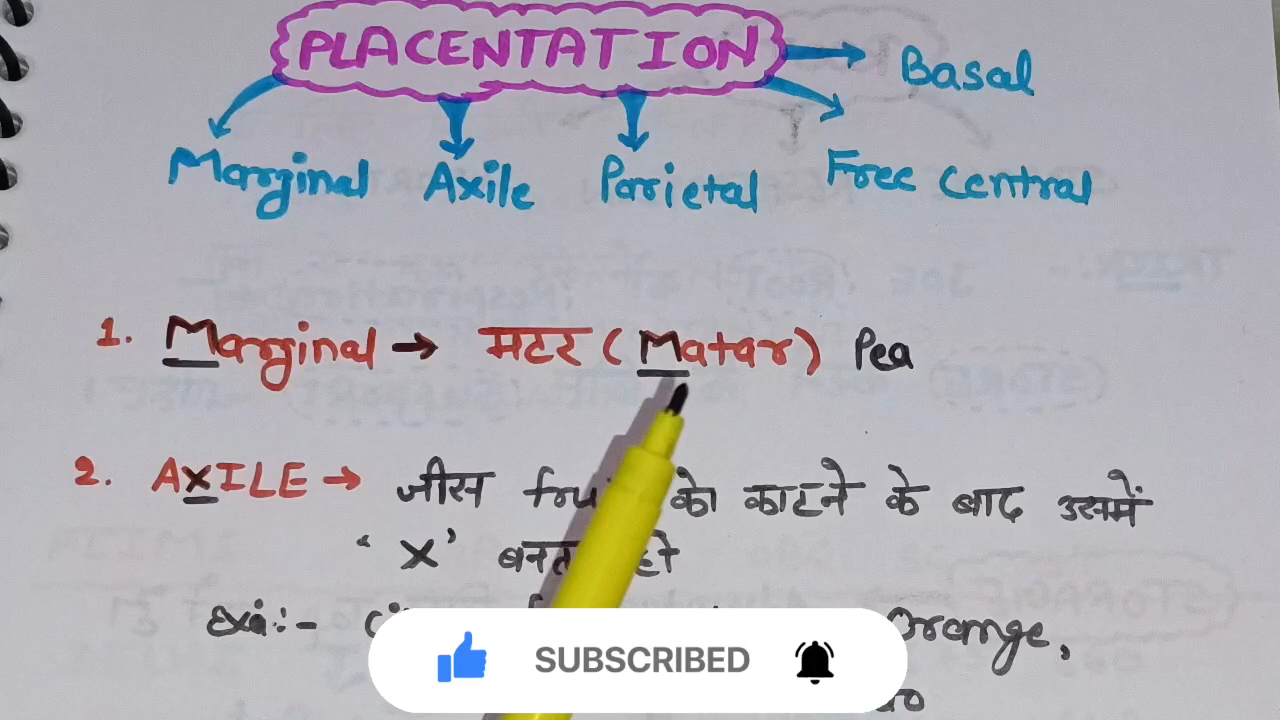 PLACENTATION
Basal
Marginal Axile Parietal Free central
1. Marginal → मटर (Matar) Pea
2. AXILE → जीस को काटने के बाद उसमें
'X'
Exa:- Orange,
SUBSCRIBED